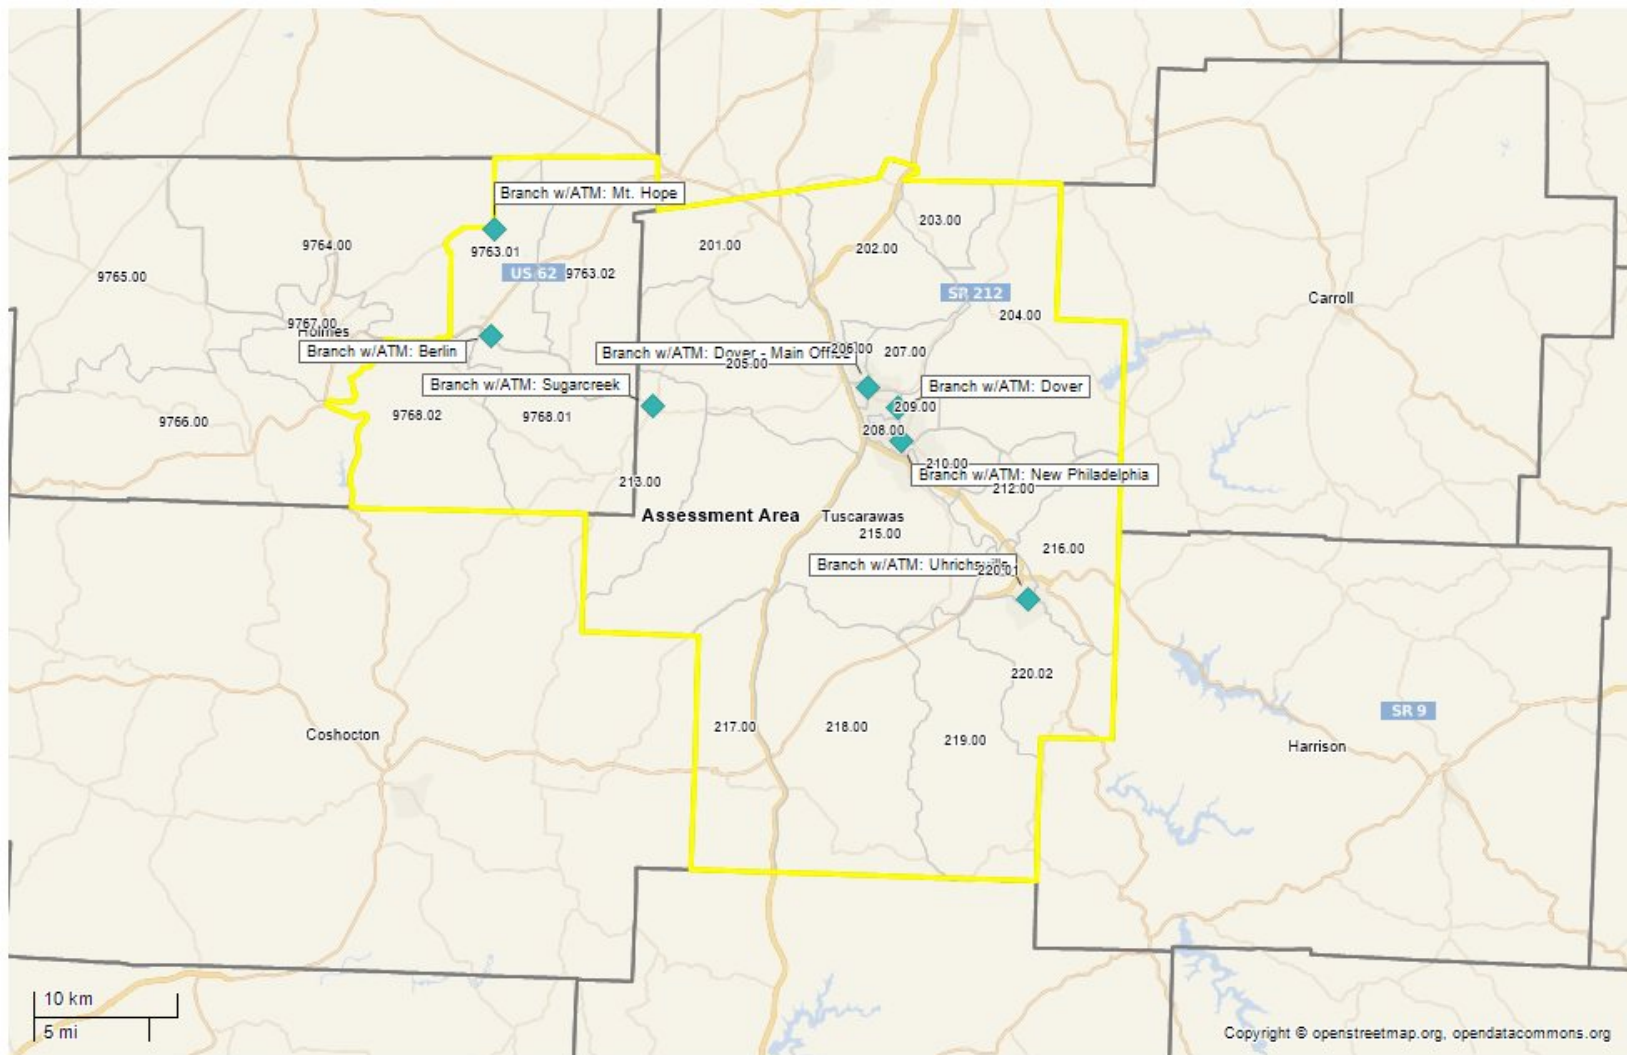 Branch w/ATM: Mt. Hope
203.00
9764.00
9763.01
201.00
202.00
9765.00
US 62
9763.02
SR 212
Carroll
204.00
9767.00
Holmes
Branch w/ATM: Berlin
Branch w/ATM: Dover - Main Office
206.00
207.00
205.00
Branch w/ATM: Sugarcreek
Branch w/ATM: Dover
209.00
9766.00
9768.02
9768.01
208.00
210.00
Branch w/ATM: New Philadelphia
213.00
212.00
Assessment Area
Tuscarawas
215.00
216.00
Branch w/ATM: Uhrichsville
220.01
220.02
217.00
218.00
219.00
SR 9
Coshocton
Harrison
10 km
5 mi
Copyright © openstreetmap.org, opendatacommons.org